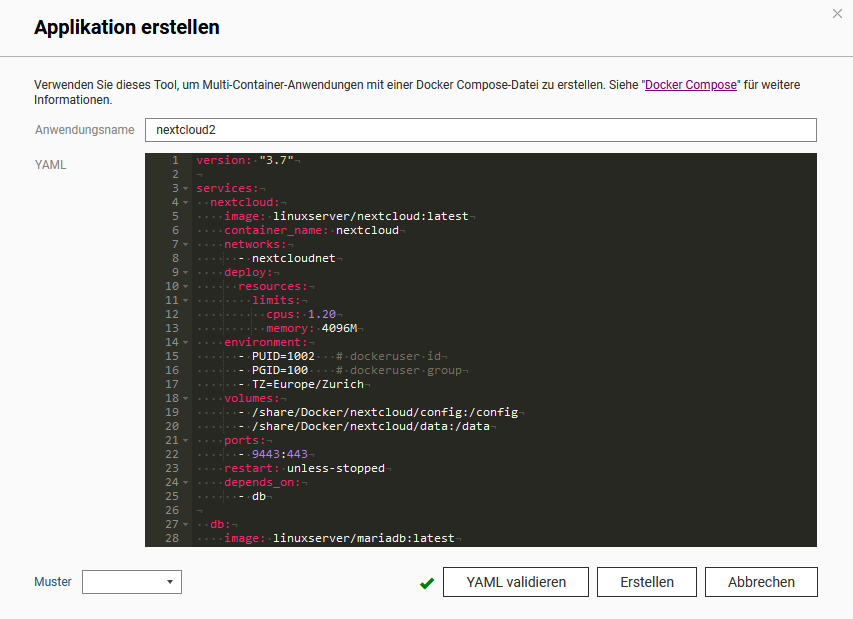 Applikation erstellen
Verwenden Sie dieses Tool, um Multi-Container-Anwendungen mit einer Docker Compose-Datei zu erstellen. Siehe "Docker Compose" für weitere
Informationen.
Anwendungsname nextcloud2
YAML
1 version: "3.7"
2
3 services:
4   nextcloud:
5     image: linuxserver/nextcloud:latest
6     container_name: nextcloud
7     networks:
8       - nextcloudnet
9     deploy:
10       resources:
11         limits:
12           cpus: 1.20
13           memory: 4096M
14     environment:
15       - PUID=1002   # dockeruser id
16       - PGID=100    # dockeruser group
17       - TZ=Europe/Zurich
18     volumes:
19       - /share/Docker/nextcloud/config:/config
20       - /share/Docker/nextcloud/data:/data
21     ports:
22       - 9443:443
23     restart: unless-stopped
24     depends_on:
25       - db
26
27   db:
28     image: linuxserver/mariadb:latest
Muster YAML validieren Erstellen Abbrechen